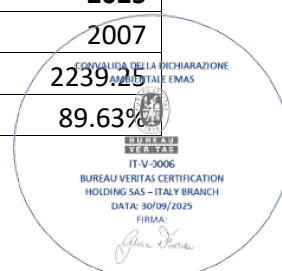 2007
2239.25
89.63%
CONVALIDA DELLA DICHIARAZIONE
AMBIENTALE EMAS
BUREAU
VERITAS
IT-V-0006
BUREAU VERITAS CERTIFICATION
HOLDING SAS – ITALY BRANCH
DATA: 30/09/2025
FIRMA: